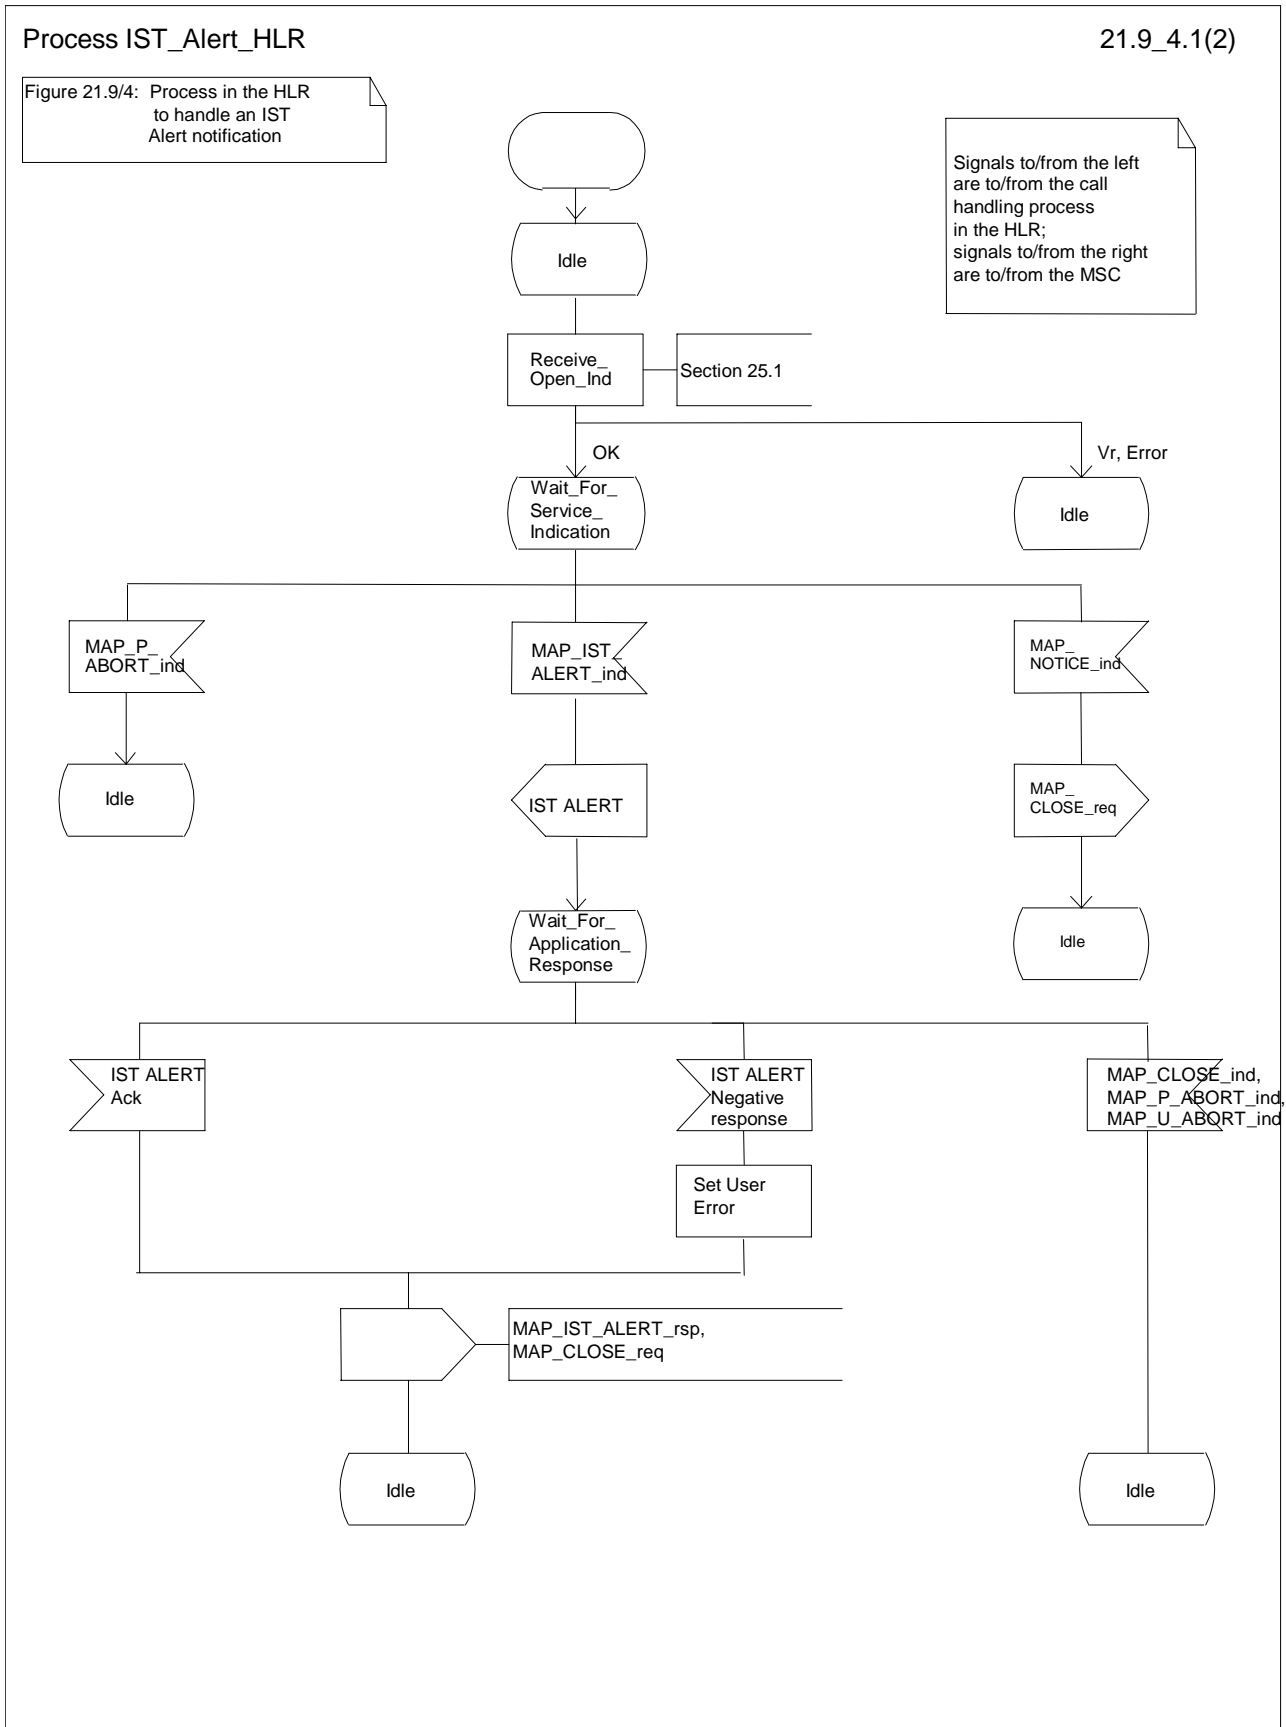 Process IST_Alert_HLR
21.9_4.1(2)
Figure 21.9/4: Process in the HLR
to handle an IST
Alert notification
Signals to/from the left
are to/from the call
handling process
in the HLR;
signals to/from the right
are to/from the MSC
Idle
Receive_
Open_Ind
Section 25.1
OK
Vr, Error
Wait_For_
Service_
Indication
Idle
MAP_P_
ABORT_ind
MAP_IST_
ALERT_ind
MAP_
NOTICE_ind
Idle
IST ALERT
MAP_
CLOSE_req
Wait_For_
Application_
Response
Idle
IST ALERT
Ack
IST ALERT
Negative
response
MAP_CLOSE_ind,
MAP_P_ABORT_ind,
MAP_U_ABORT_ind
Set User
Error
MAP_IST_ALERT_rsp,
MAP_CLOSE_req
Idle
Idle